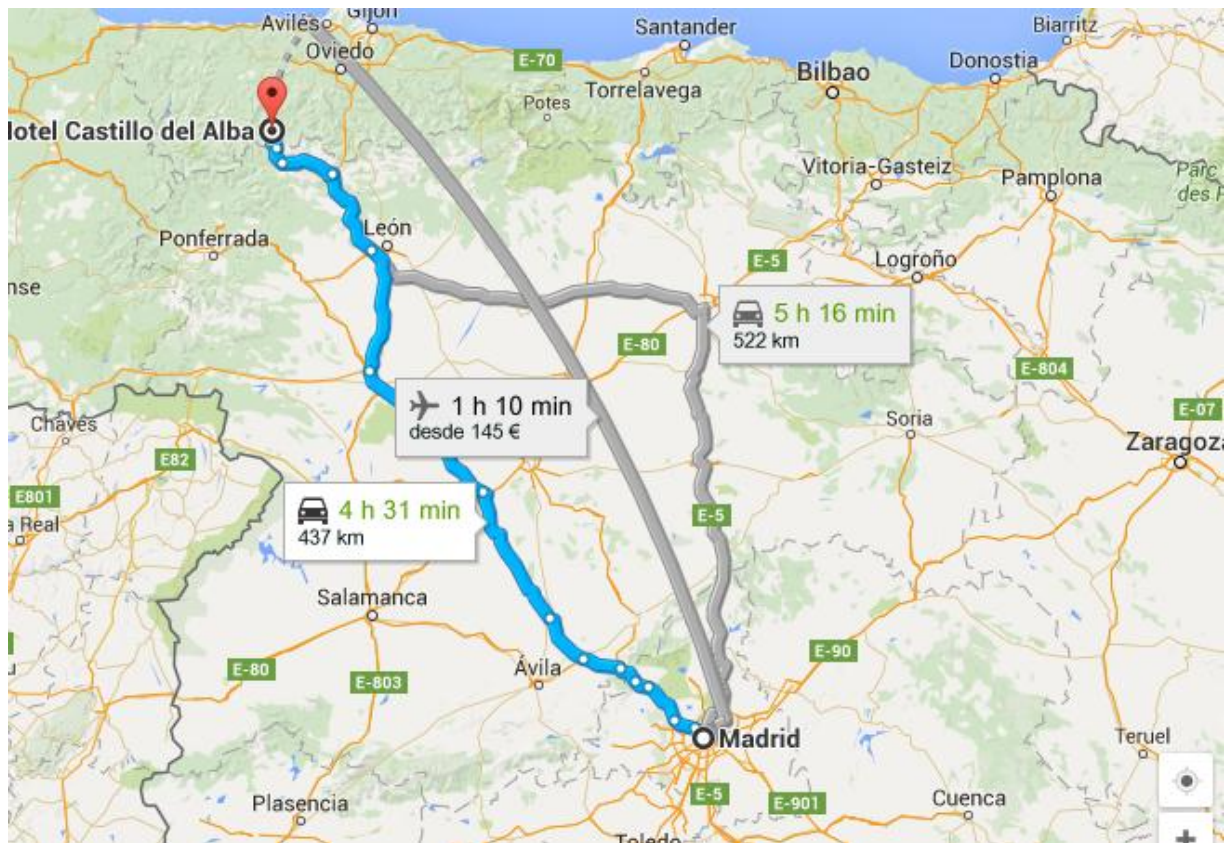 Avilés
Gijón
Oviedo
Santander
Biarritz
E-70
Torrelavega
Potes
Bilbao
Donostia
Hotel Castillo del Alba
Vitoria-Gasteiz
Pamplona
Parc
des
León
Ponferrada
E-5
Logroño
nse
5 h 16 min
522 km
E-80
E-804
1 h 10 min
desde 145 €
Chaves
Soria
E-07
Zaragoza
E82
E801
a Real
4 h 31 min
437 km
E-5
Salamanca
E-80
E-803
Ávila
E-90
Madrid
Teruel
Plasencia
E-5
E-901
Cuenca
Toledo